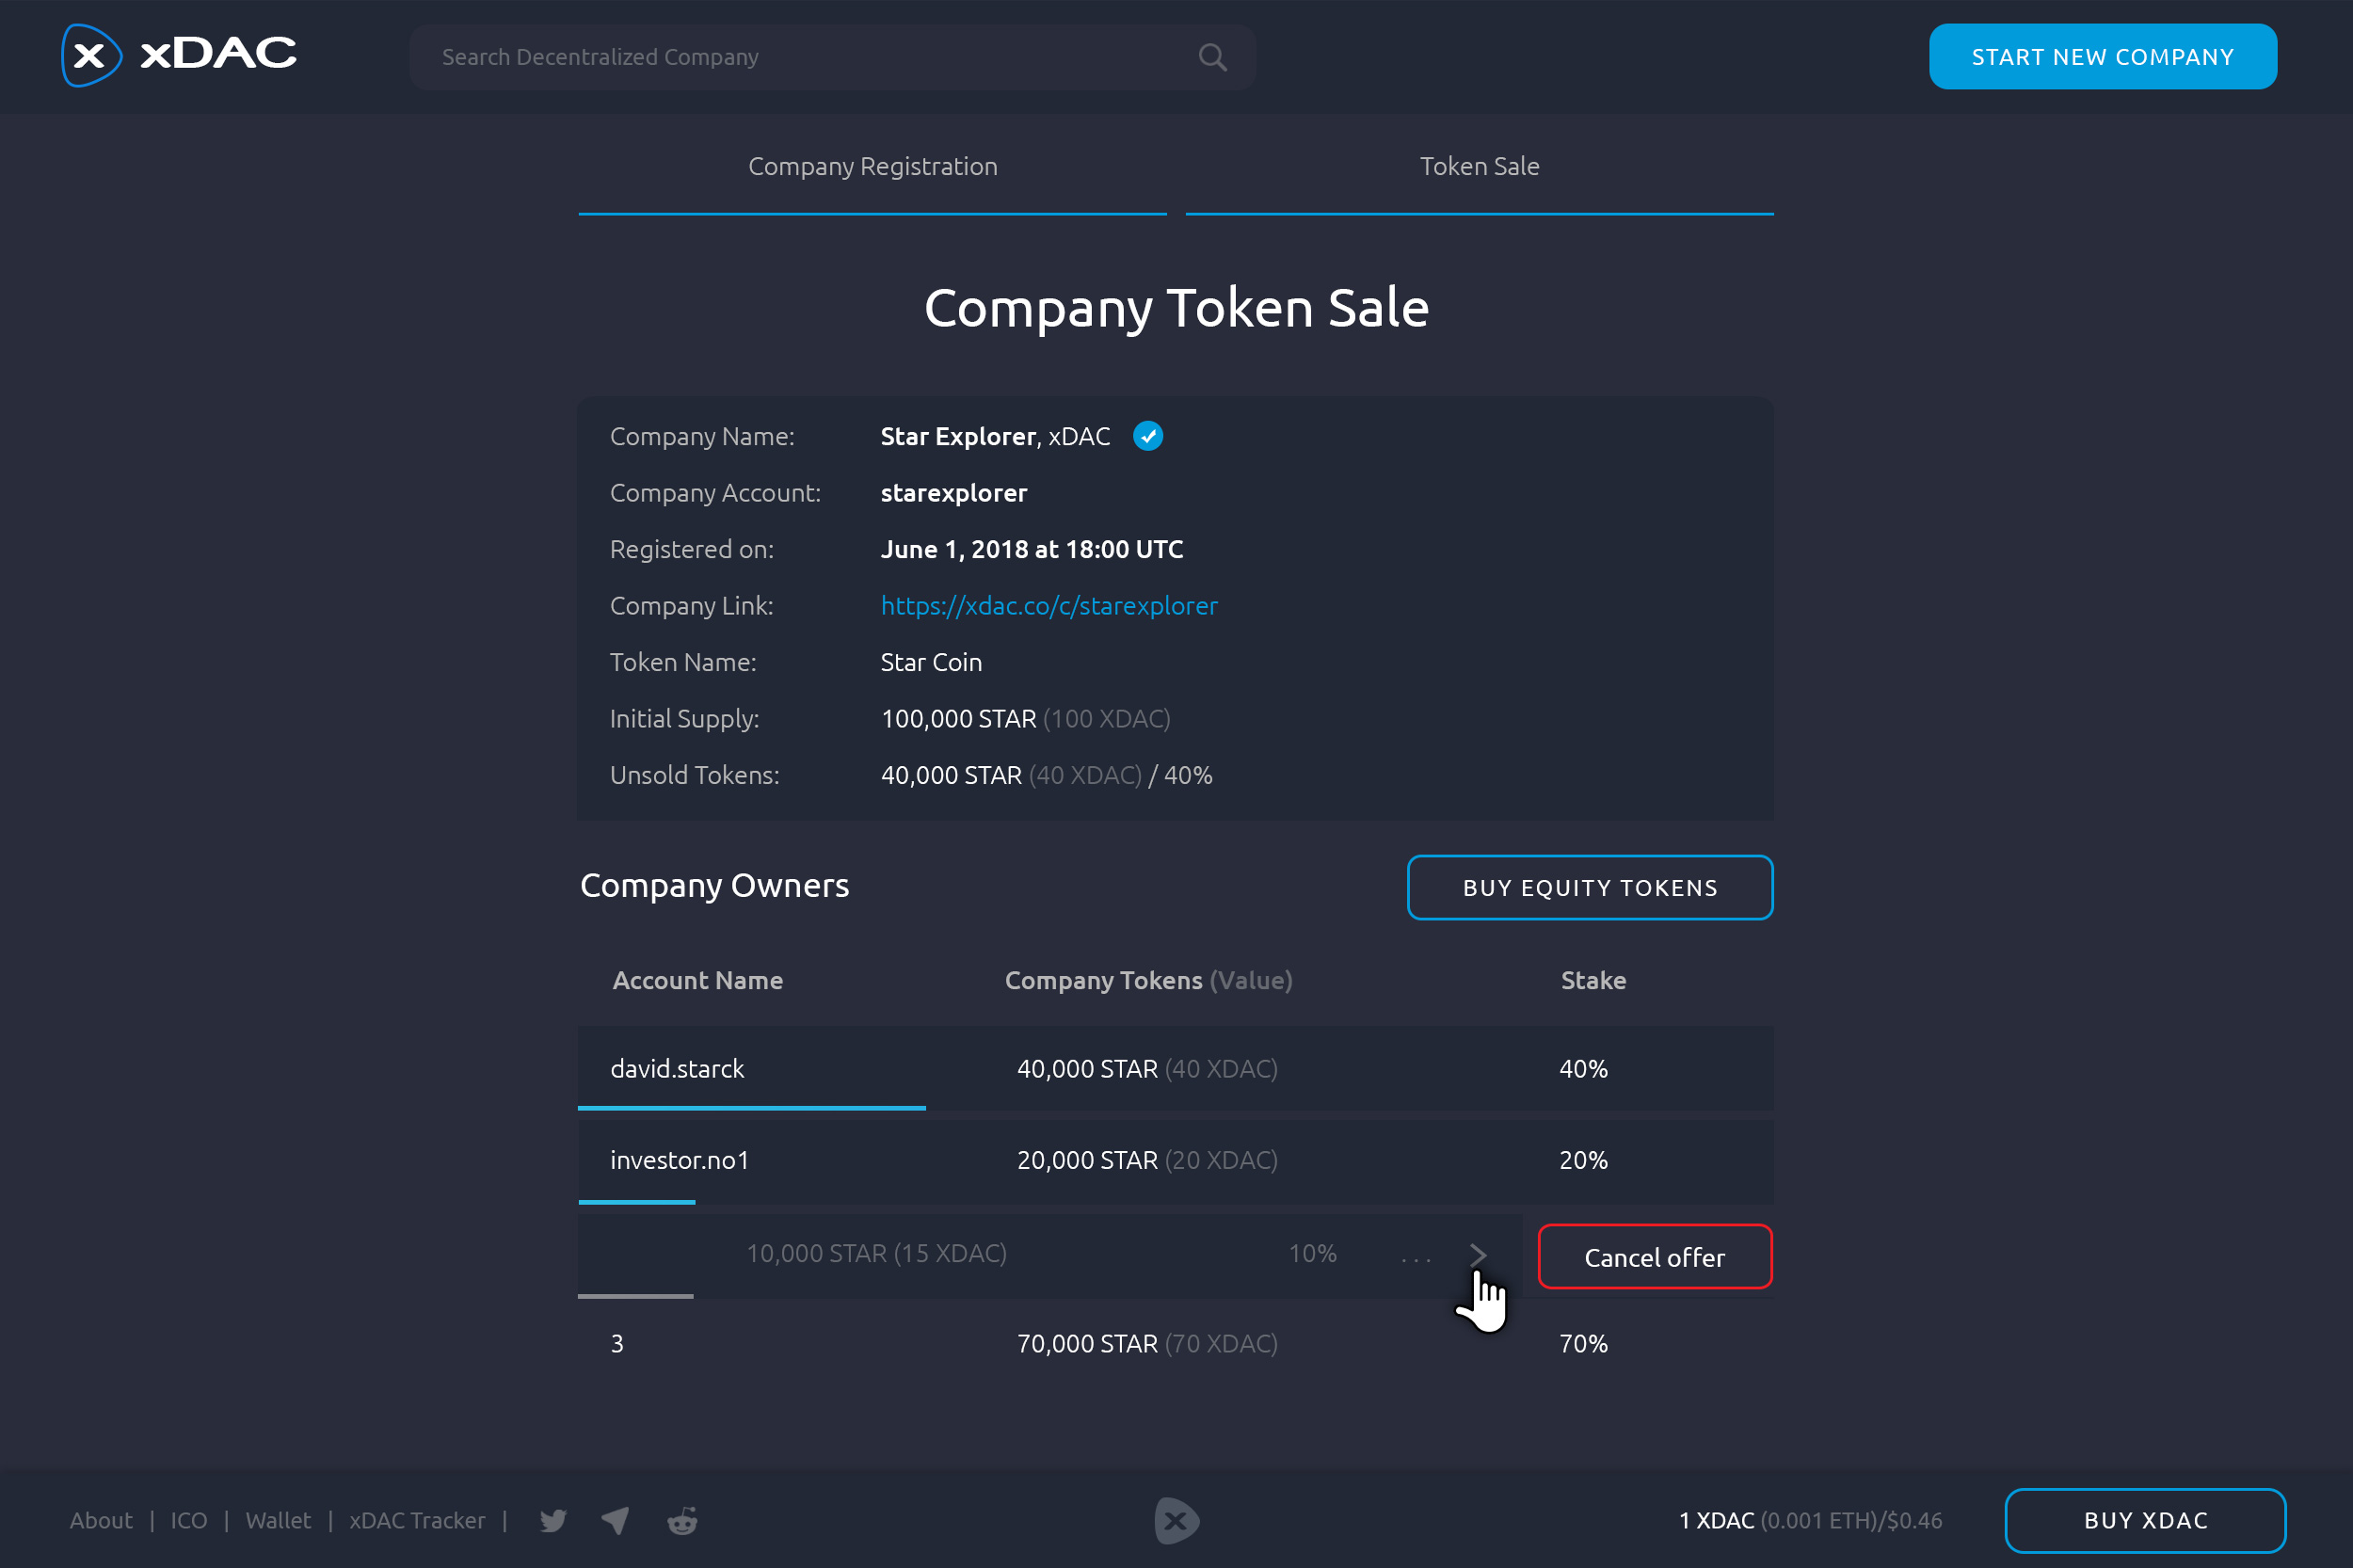 x xDAC
Search Decentralized Company
START NEW COMPANY
Company Registration
Token Sale
Company Token Sale
Company Name: Star Explorer, xDAC
Company Account: starexplorer
Registered on: June 1, 2018 at 18:00 UTC
Company Link: https://xdac.co/c/starexplorer
Token Name: Star Coin
Initial Supply: 100,000 STAR (100 XDAC)
Unsold Tokens: 40,000 STAR (40 XDAC) / 40%
Company Owners
BUY EQUITY TOKENS
Account Name Company Tokens (Value) Stake
david.starck 40,000 STAR (40 XDAC) 40%
investor.no1 20,000 STAR (20 XDAC) 20%
10,000 STAR (15 XDAC) 10% ... Cancel offer
3 70,000 STAR (70 XDAC) 70%
About | ICO | Wallet | xDAC Tracker |
x
1 XDAC (0.001 ETH)/$0.46
BUY XDAC